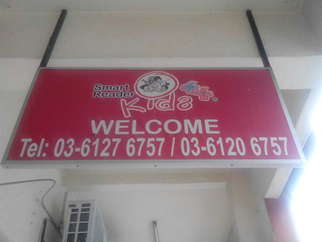 Smart
Reader
Kids
WELCOME
Tel: 03-6127 6757 / 03-6120 6757